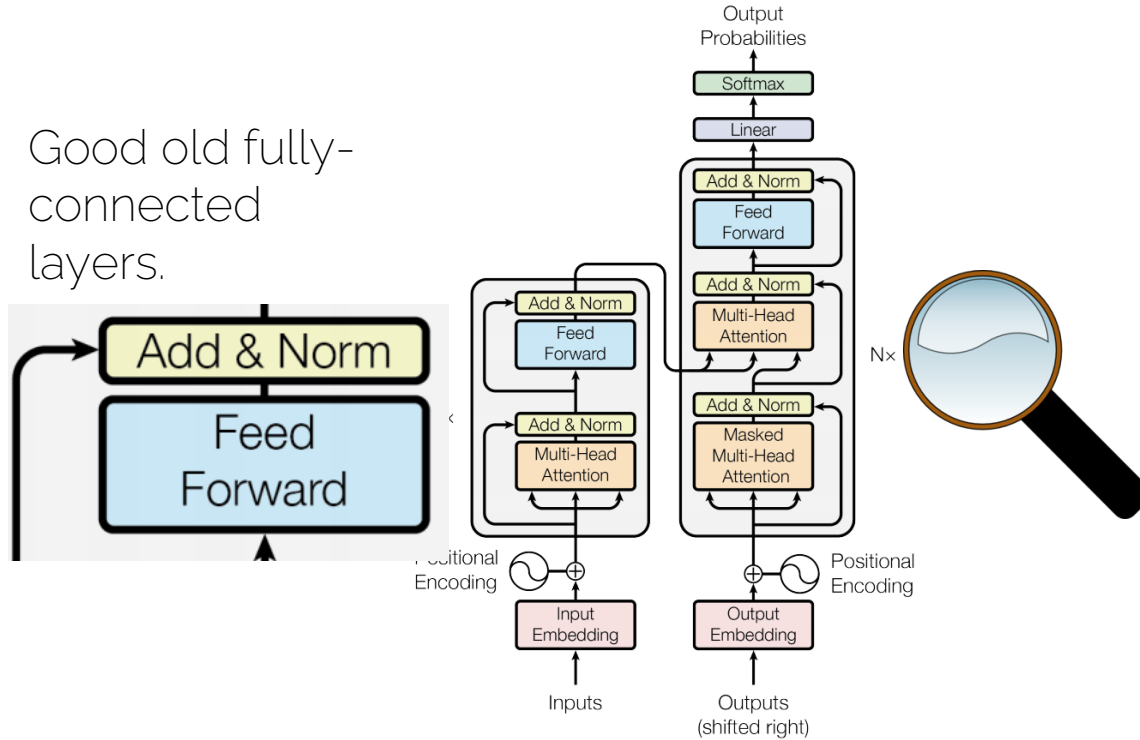 Good old fully-
connected
layers.
Add & Norm
Feed
Forward
Output
Probabilities
Softmax
Linear
Add & Norm
Feed
Forward
Add & Norm
Multi-Head
Attention
Add & Norm
Masked
Multi-Head
Attention
N×
Add & Norm
Feed
Forward
Add & Norm
Multi-Head
Attention
×
Positional
Encoding
Positional
Encoding
Input
Embedding
Output
Embedding
Inputs
Outputs
(shifted right)